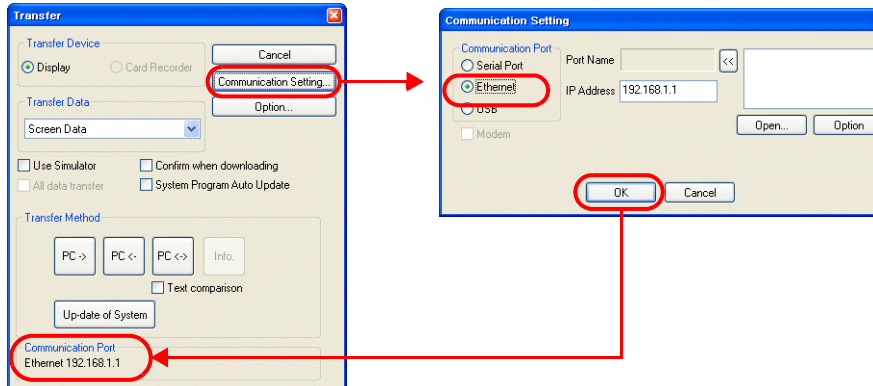 Transfer
Transfer Device
Display
Card Recorder
Cancel
Communication Setting...
Option...
Transfer Data
Screen Data
Use Simulator
Confirm when downloading
All data transfer
System Program Auto Update
Transfer Method
PC ->
PC <-
PC <->
Info.
Text comparison
Up-date of System
Communication Port
Ethernet 192.168.1.1
Communication Setting
Communication Port
Serial Port
Ethernet
USB
Modem
Port Name
<<
IP Address 192.168.1.1
Open...
Option
OK
Cancel